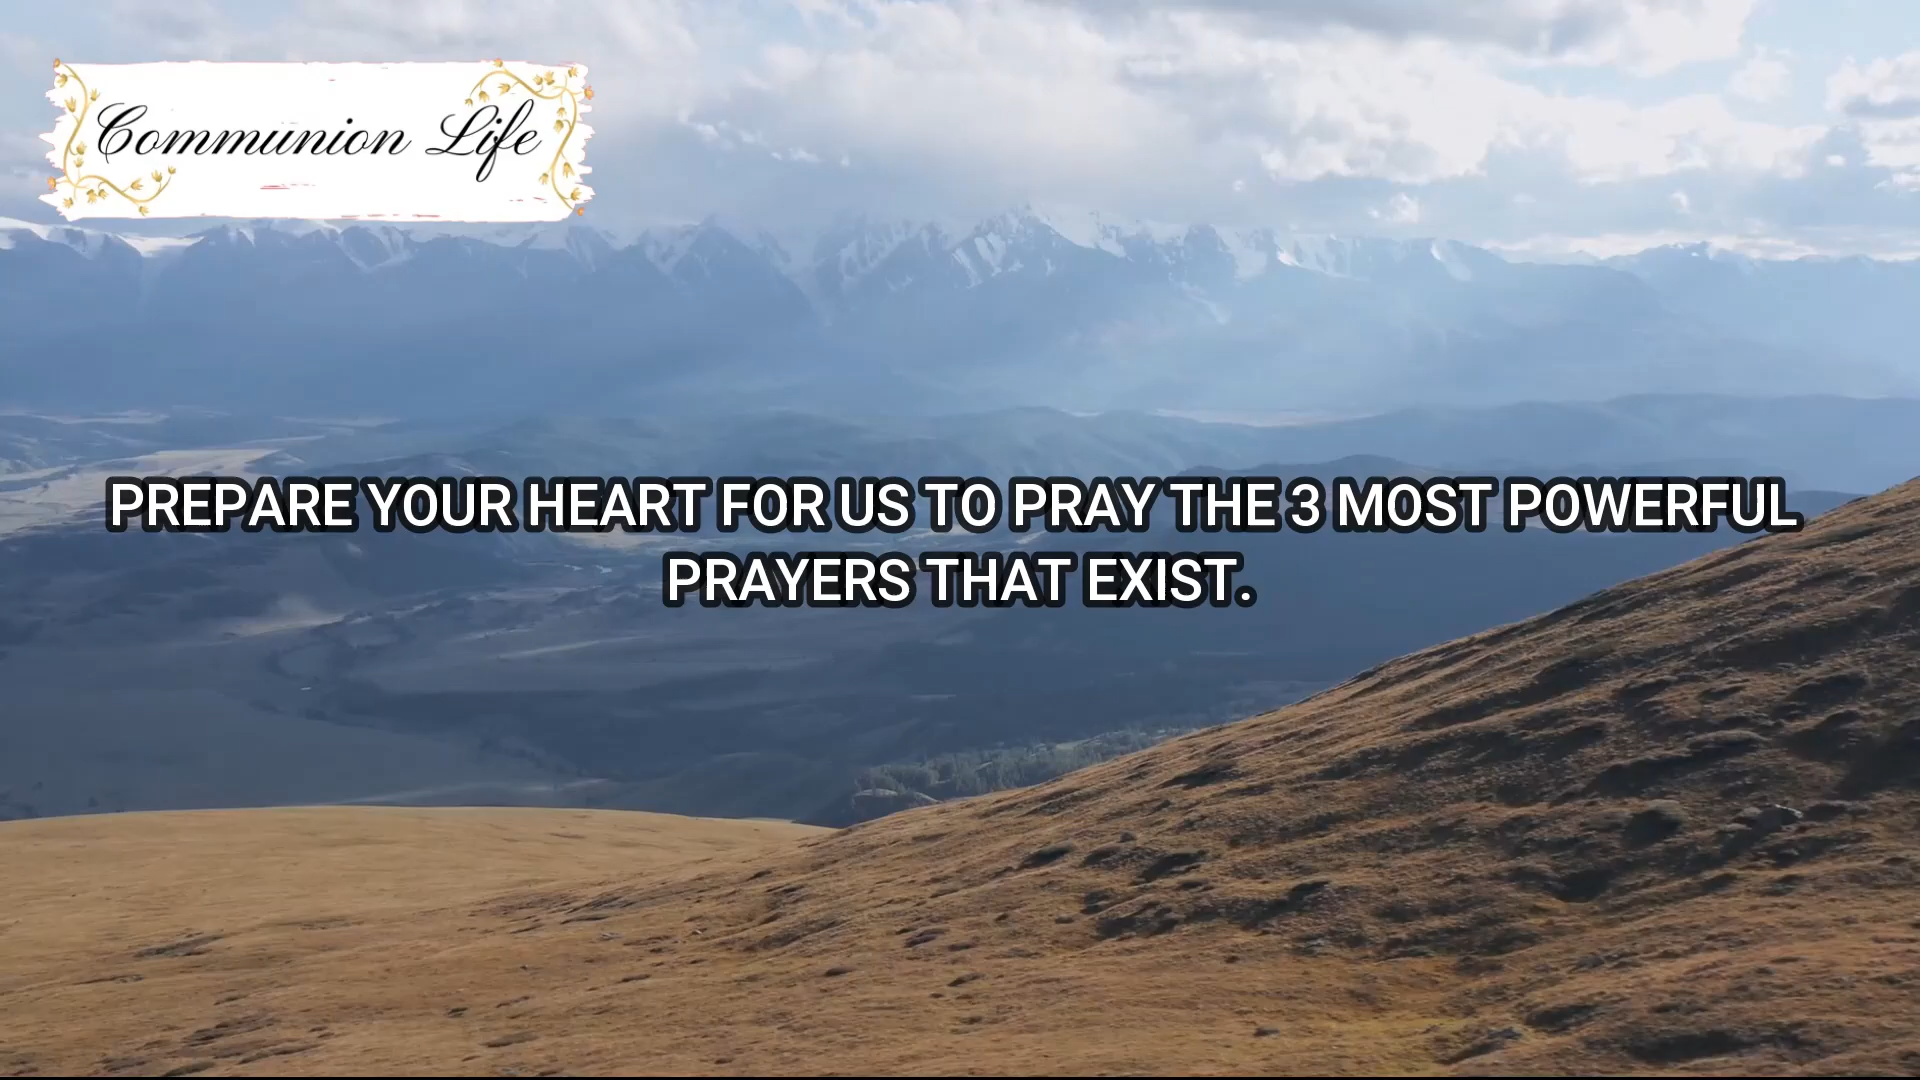 Communion Life
PREPARE YOUR HEART FOR US TO PRAY THE 3 MOST POWERFUL
PRAYERS THAT EXIST.